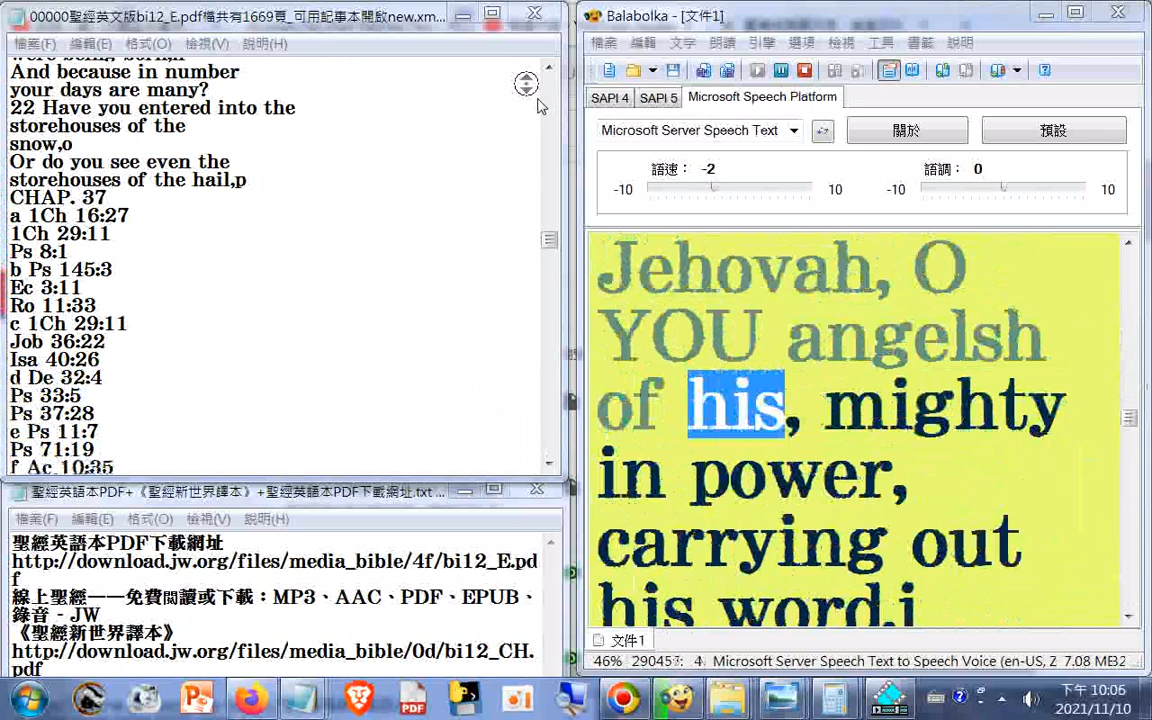 00000聖經英文版bi12_E.pdf檔共有1669頁_可用記事本開啟new.xm...
檔案(F) 編輯(E) 格式(O) 檢視(V) 說明(H)
were being born,n
And because in number
your days are many?
22 Have you entered into the
storehouses of the
snow,o
Or do you see even the
storehouses of the hail,p
CHAP. 37
a 1Ch 16:27
1Ch 29:11
Ps 8:1
b Ps 145:3
Ec 3:11
Ro 11:33
c 1Ch 29:11
Job 36:22
Isa 40:26
d De 32:4
Ps 33:5
Ps 37:28
e Ps 11:7
Ps 71:19
f Ac 10:35
聖經英語本PDF+《聖經新世界譯本》+聖經英語本PDF下載網址.txt ...
檔案(F) 編輯(E) 格式(O) 檢視(V) 說明(H)
聖經英語本PDF下載網址
http://download.jw.org/files/media_bible/4f/bi12_E.pd
f
線上聖經——免費閱讀或下載：MP3、AAC、PDF、EPUB、
錄音 - JW
《聖經新世界譯本》
http://download.jw.org/files/media_bible/0d/bi12_CH.
pdf
Balabolka - [文件1]
檔案 編輯 文字 朗讀 引擎 選項 檢視 工具 書籤 說明
SAPI 4 SAPI 5 Microsoft Speech Platform
Microsoft Server Speech Text 關於 預設
語速： -2 語調： 0
-10 10 -10 10
Jehovah, O
YOU angelsh
of his, mighty
in power,
carrying out
his word,i
文件1
46% 290457: 4 Microsoft Server Speech Text to Speech Voice (en-US, Z 7.08 MB
下午 10:06
2021/11/10